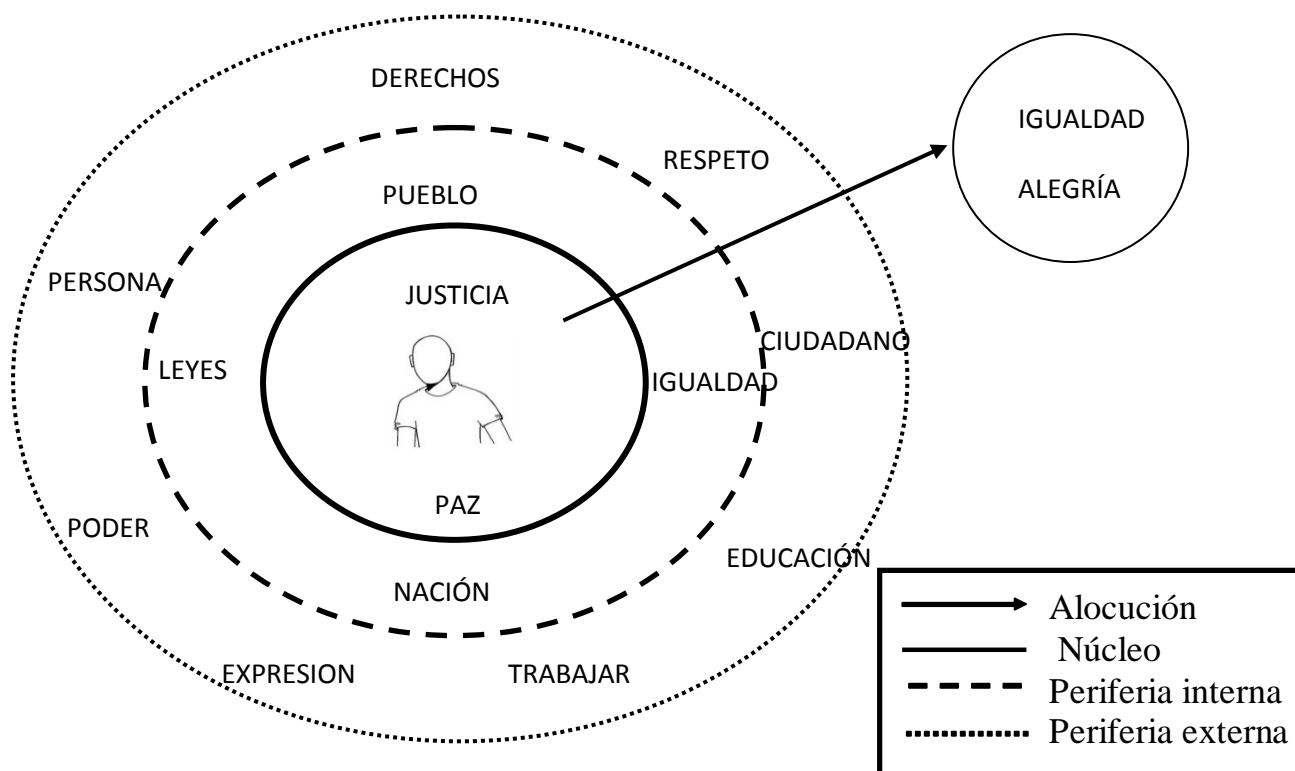 DERECHOS
IGUALDAD
RESPETO
ALEGRÍA
PUEBLO
PERSONA
JUSTICIA
CIUDADANO
LEYES
IGUALDAD
PAZ
PODER
EDUCACIÓN
NACIÓN
EXPRESION
TRABAJAR
Alocución
Núcleo
Periferia interna
Periferia externa